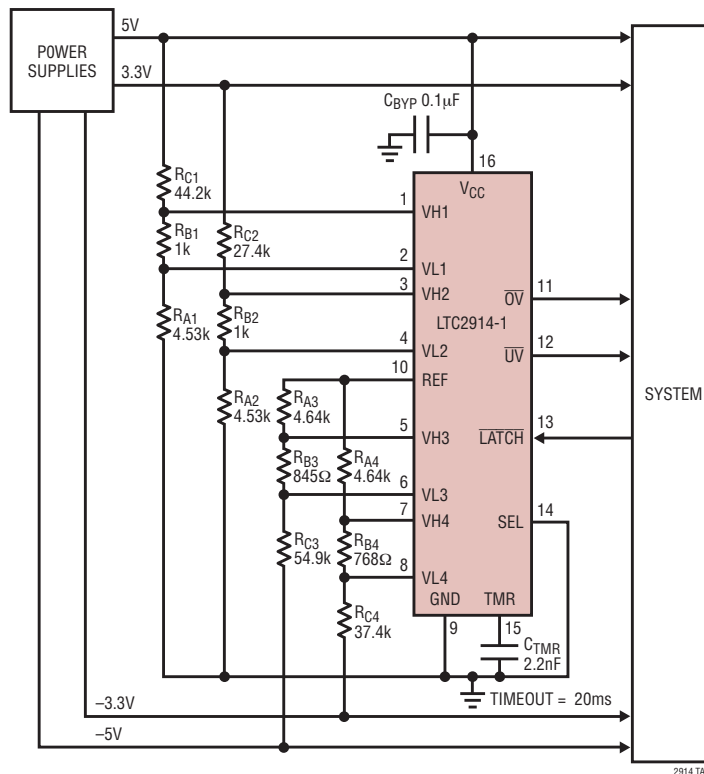 5V
POWER
SUPPLIES
3.3V
CBYP 0.1µF
16
RC1
44.2k
VCC
1
VH1
RB1
1k
RC2
27.4k
2
VL1
3
VH2
OV
11
RA1
4.53k
RB2
1k
LTC2914-1
4
VL2
UV
12
10
REF
SYSTEM
RA2
4.53k
RA3
4.64k
5
VH3
LATCH
13
RA4
4.64k
RB3
845Ω
6
VL3
14
SEL
7
VH4
RC3
54.9k
RB4
768Ω
8
VL4
GND
TMR
RC4
37.4k
9
15
CTMR
2.2nF
TIMEOUT = 20ms
–3.3V
–5V